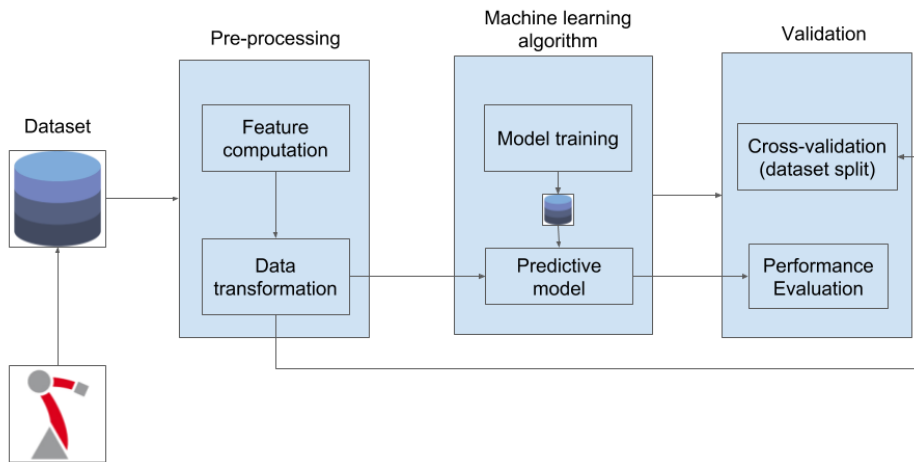 Pre-processing
Machine learning
algorithm
Validation
Dataset
Feature
computation
Data
transformation
Model training
Predictive
model
Cross-validation
(dataset split)
Performance
Evaluation